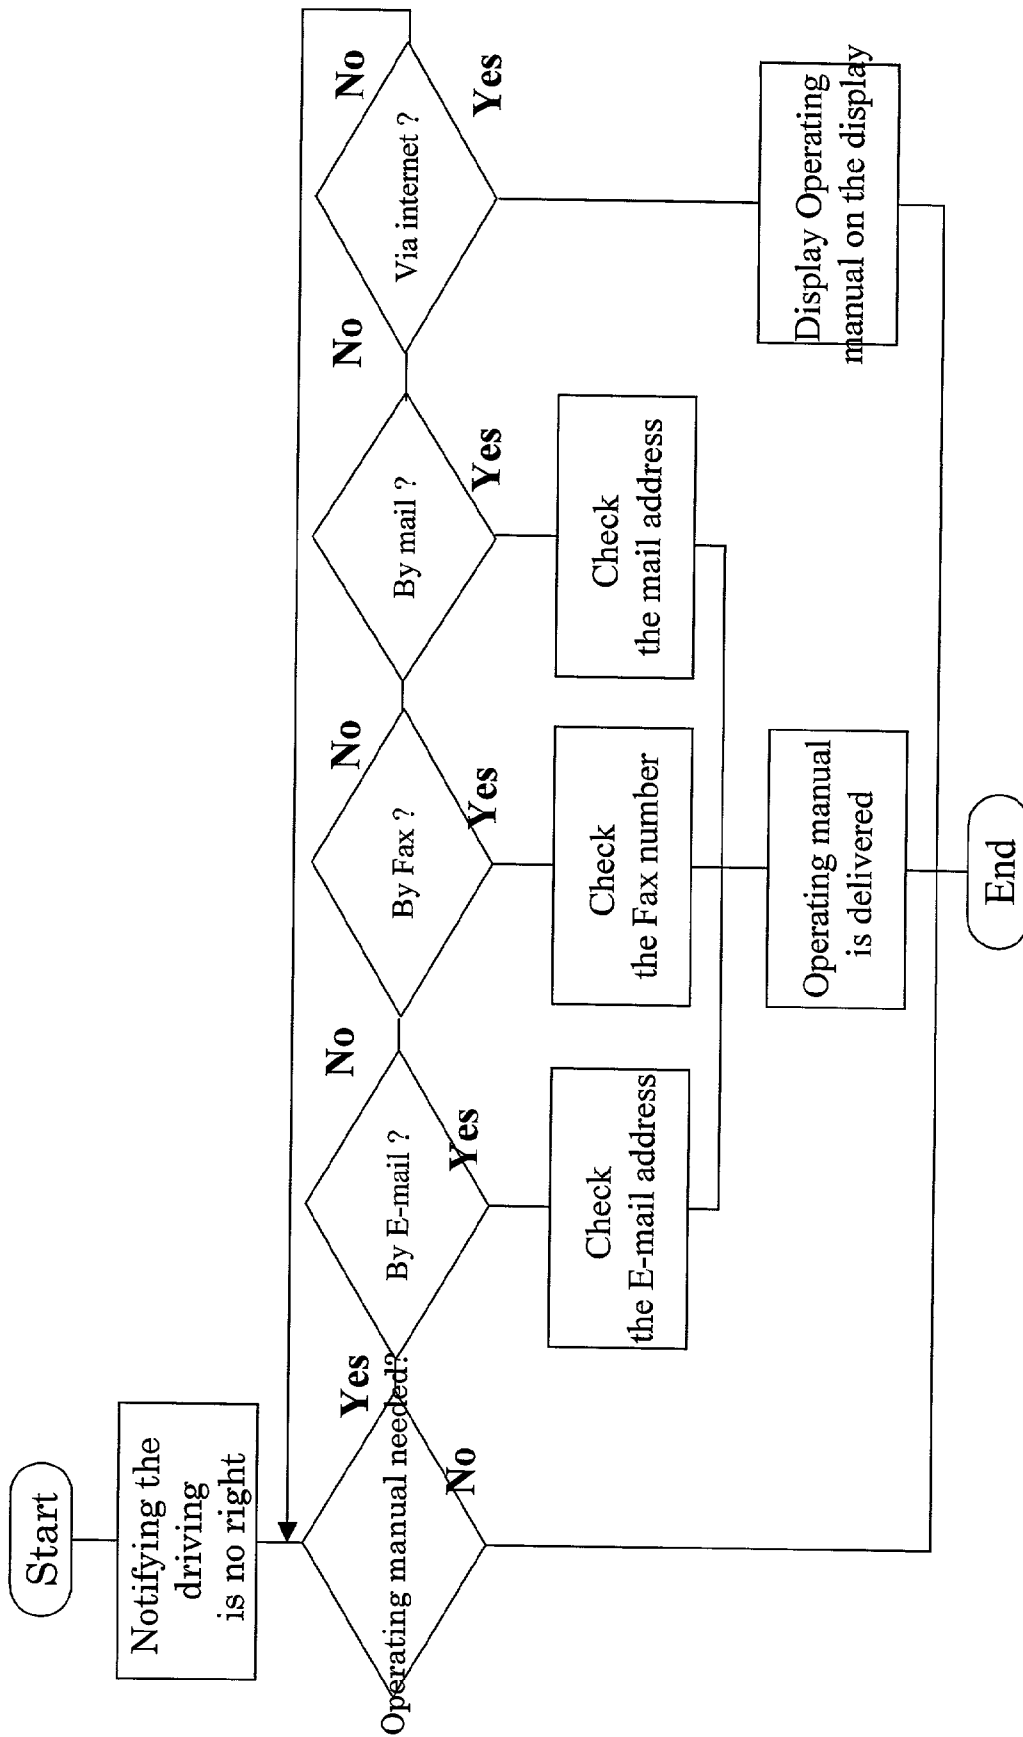 Start
Notifying the
driving
is no right
Operating manual needed?
Yes
No
By E-mail ?
No
Yes
By Fax ?
No
Yes
By mail ?
No
Yes
Via internet ?
No
Yes
Check
the E-mail address
Check
the Fax number
Check
the mail address
Operating manual
is delivered
Display Operating
manual on the display
End